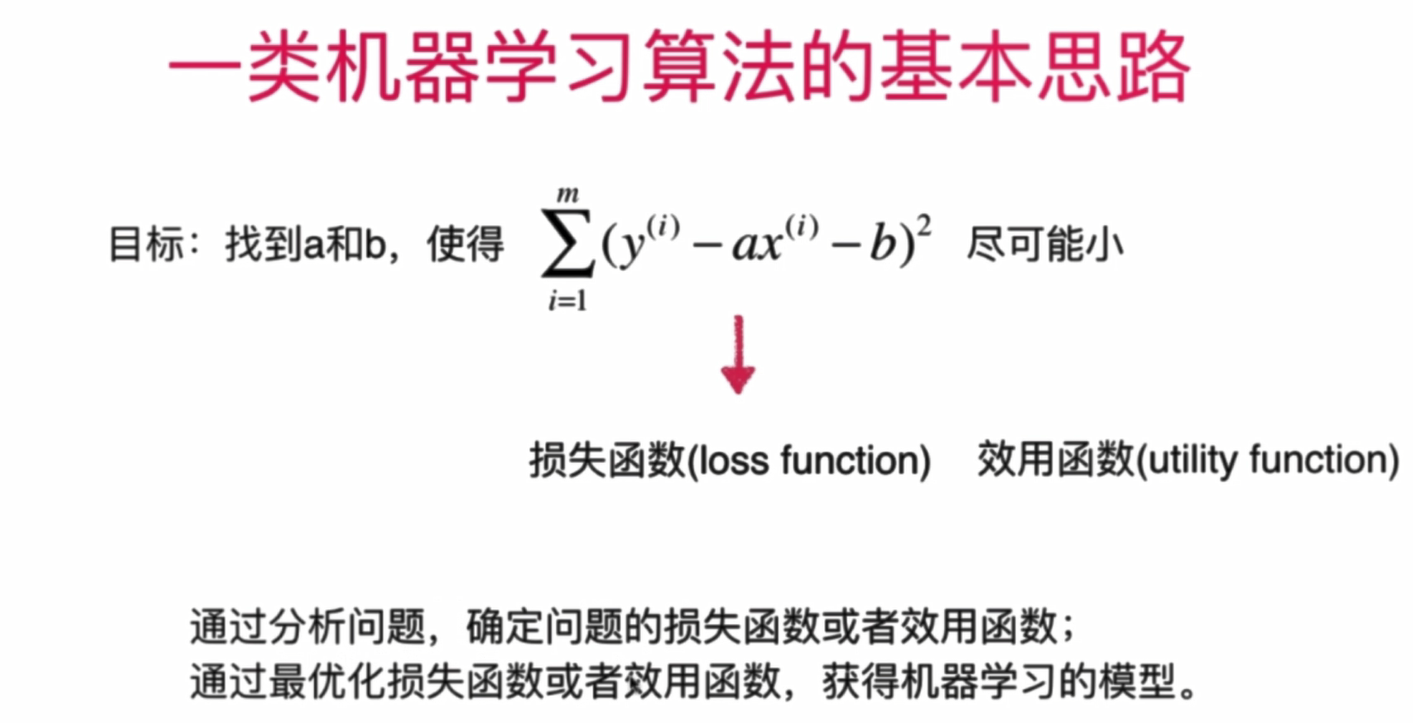 一类机器学习算法的基本思路
目标：找到a和b，使得 $\sum_{i=1}^{m}(y^{(i)} - ax^{(i)} - b)^2$ 尽可能小
损失函数(loss function) 效用函数(utility function)
通过分析问题，确定问题的损失函数或者效用函数；
通过最优化损失函数或者效用函数，获得机器学习的模型。